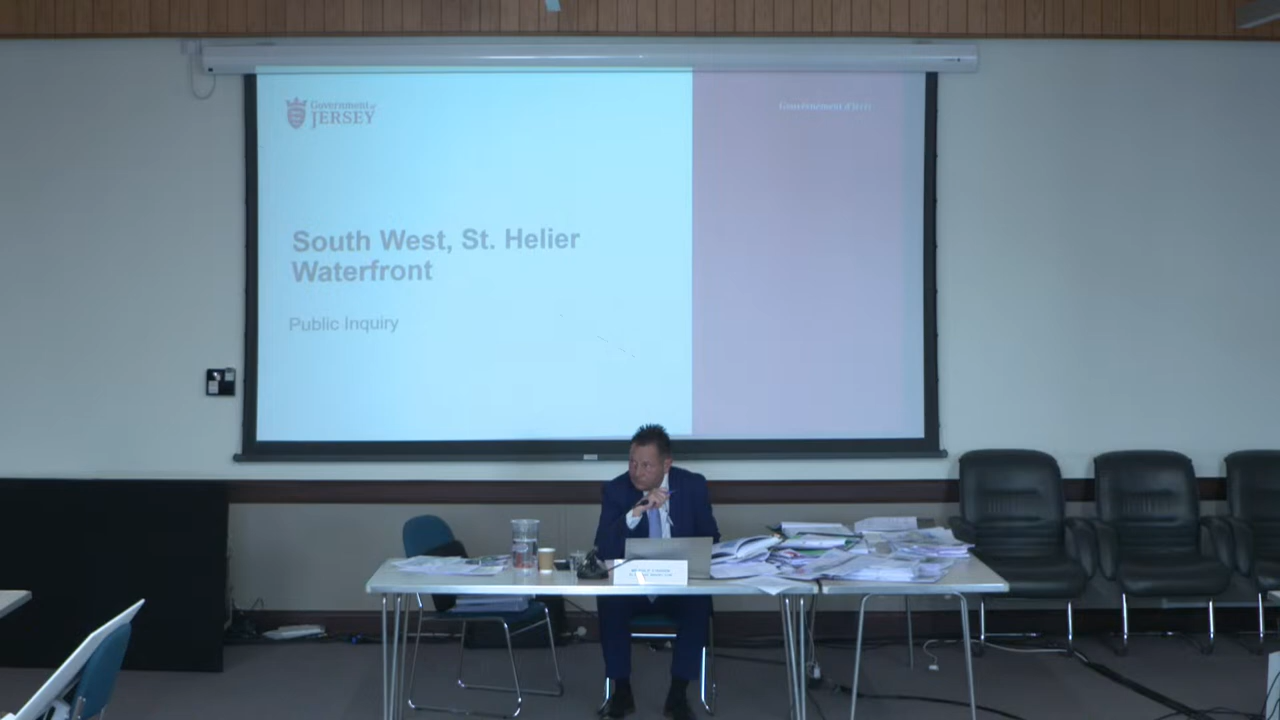 Government of
JERSEY
South West, St. Helier
Waterfront
Public Inquiry